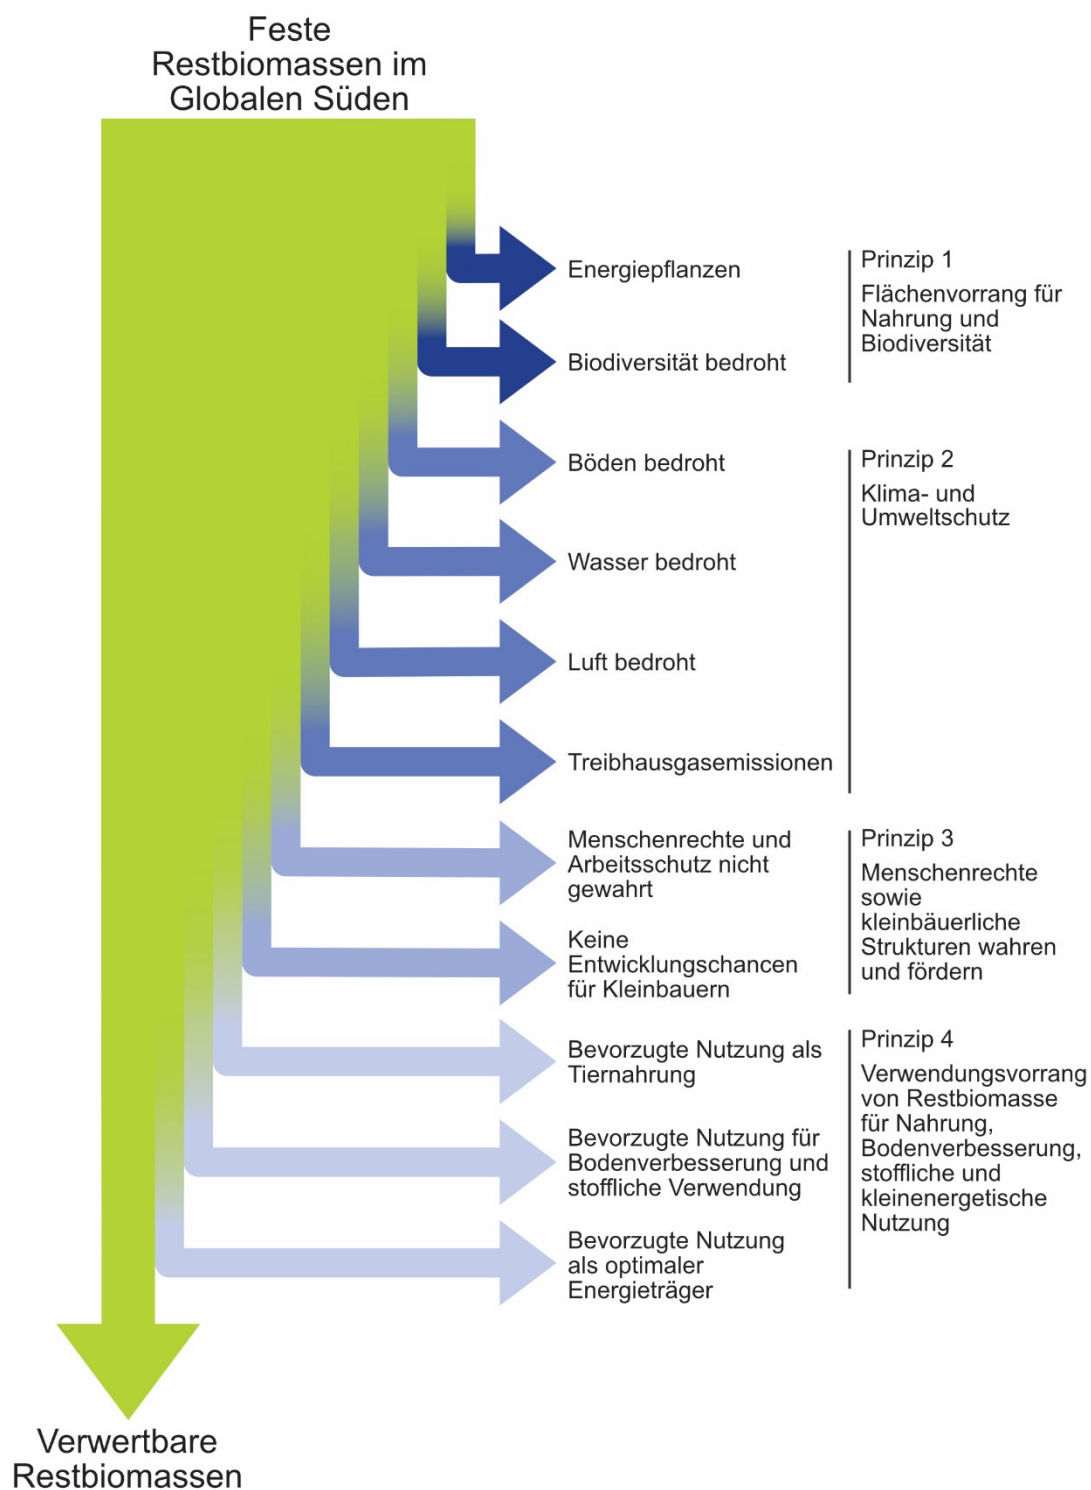 Feste
Restbiomassen im
Globalen Süden
Energiepflanzen
Biodiversität bedroht
Prinzip 1
Flächenvorrang für
Nahrung und
Biodiversität
Böden bedroht
Wasser bedroht
Luft bedroht
Treibhausgasemissionen
Prinzip 2
Klima- und
Umweltschutz
Menschenrechte und
Arbeitsschutz nicht
gewahrt
Keine
Entwicklungschancen
für Kleinbauern
Prinzip 3
Menschenrechte
sowie
kleinbäuerliche
Strukturen wahren
und fördern
Bevorzugte Nutzung als
Tiernahrung
Bevorzugte Nutzung für
Bodenverbesserung und
stoffliche Verwendung
Bevorzugte Nutzung
als optimaler
Energieträger
Prinzip 4
Verwendungsvorrang
von Restbiomasse
für Nahrung,
Bodenverbesserung,
stoffliche und
kleinenergetische
Nutzung
Verwertbare
Restbiomassen